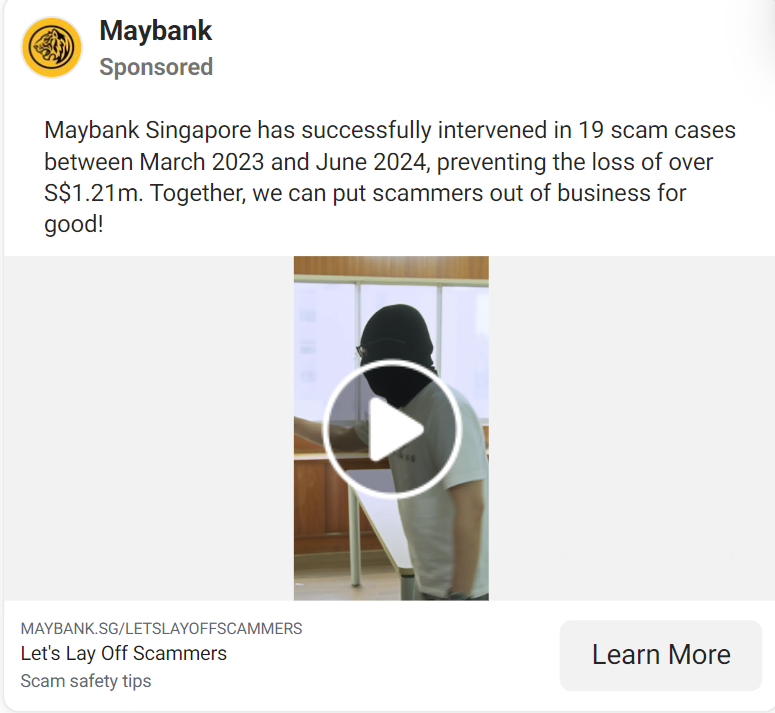 Maybank
Sponsored
Maybank Singapore has successfully intervened in 19 scam cases
between March 2023 and June 2024, preventing the loss of over
S$1.21m. Together, we can put scammers out of business for
good!
MAYBANK.SG/LETSLAYOFFSCAMMERS
Let's Lay Off Scammers
Scam safety tips
Learn More